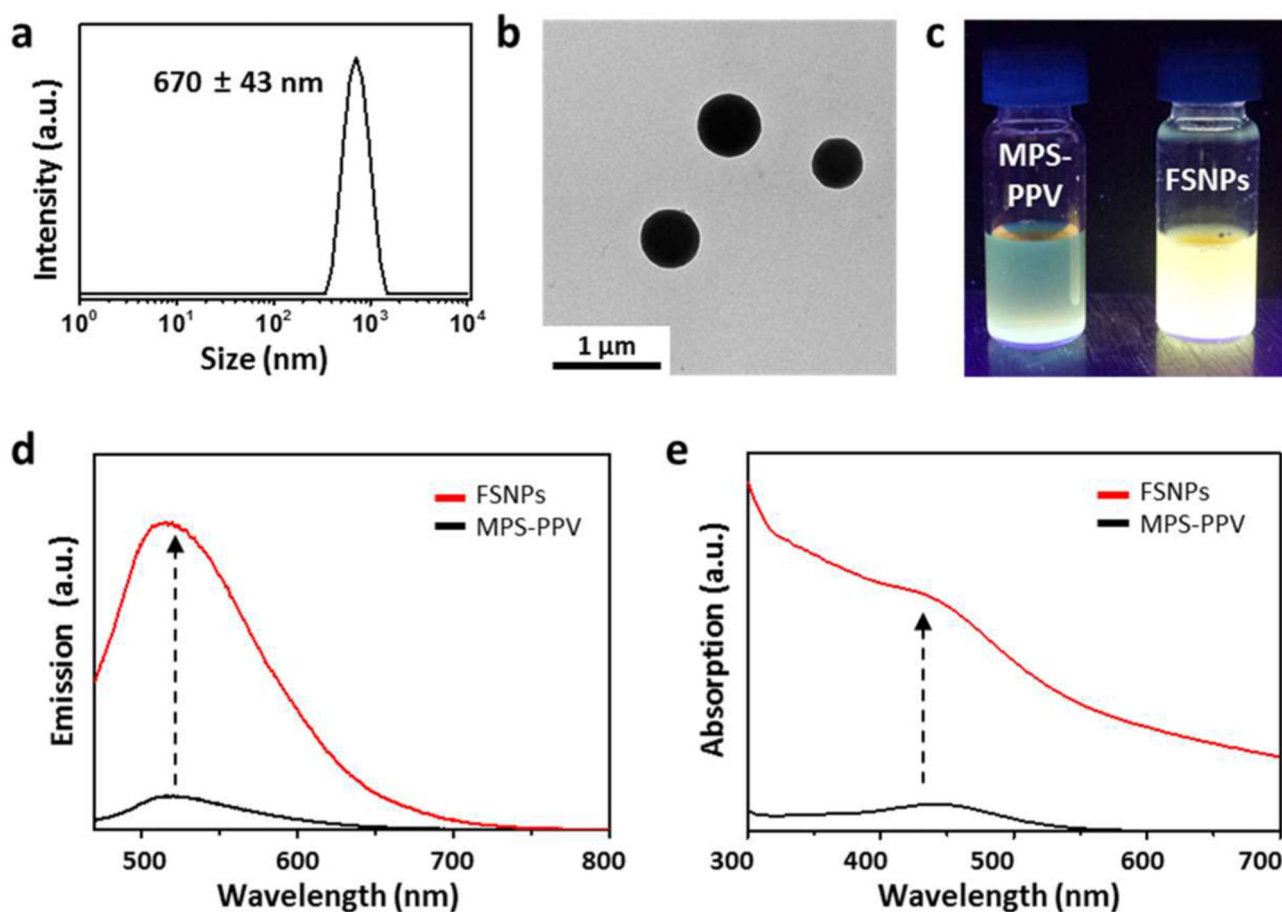 a
670 ± 43 nm
Intensity (a.u.)
10⁰ 10¹ 10² 10³ 10⁴
Size (nm)
b
1 μm
c
MPS-
PPV
FSNPs
d
FSNPs
MPS-PPV
Emission (a.u.)
500 600 700 800
Wavelength (nm)
e
FSNPs
MPS-PPV
Absorption (a.u.)
300 400 500 600 700
Wavelength (nm)